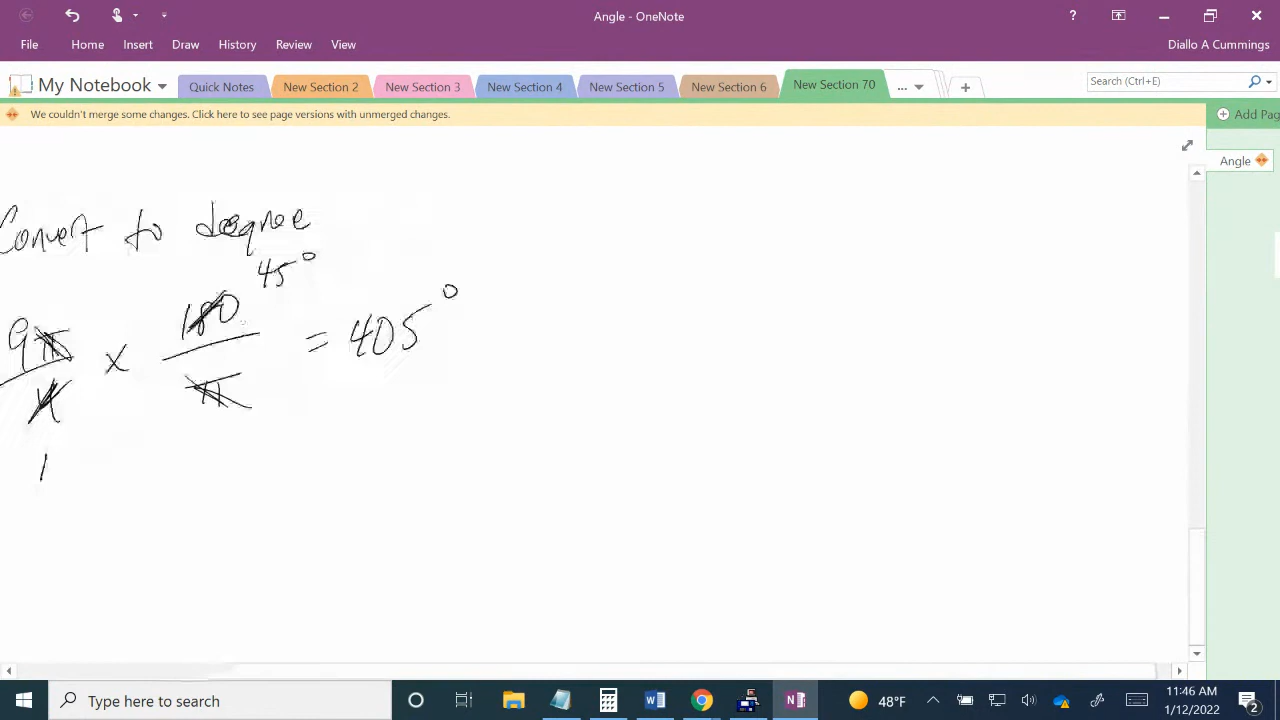 Angle - OneNote
?
File Home Insert Draw History Review View
Diallo A Cummings
My Notebook Quick Notes New Section 2 New Section 3 New Section 4 New Section 5 New Section 6 New Section 70 ... +
Search (Ctrl+E)
We couldn't merge some changes. Click here to see page versions with unmerged changes.
Add Pag
Angle
Convert to degree
45°
9π/4 x 180/π = 405°
1
Type here to search
48°F
11:46 AM
1/12/2022
2